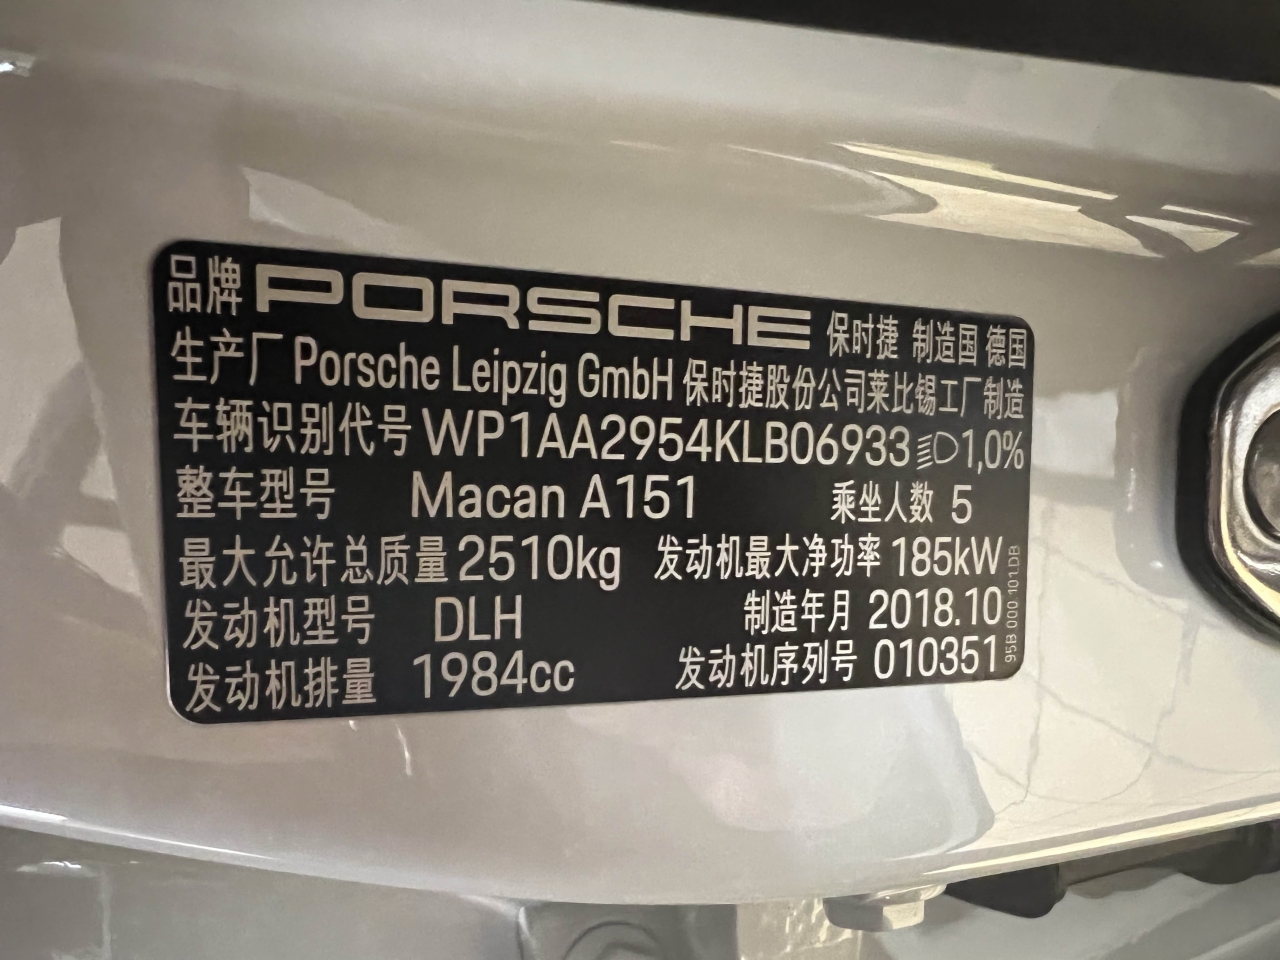 品牌 PORSCHE 保时捷 制造国 德国
生产厂 Porsche Leipzig GmbH 保时捷股份公司莱比锡工厂制造
车辆识别代号 WP1AA2954KLB06933 1,0%
整车型号 Macan A151 乘坐人数 5
最大允许总质量 2510kg 发动机最大净功率 185kW
发动机型号 DLH 制造年月 2018.10
发动机排量 1984cc 发动机序列号 010351
95B 000 101 DB